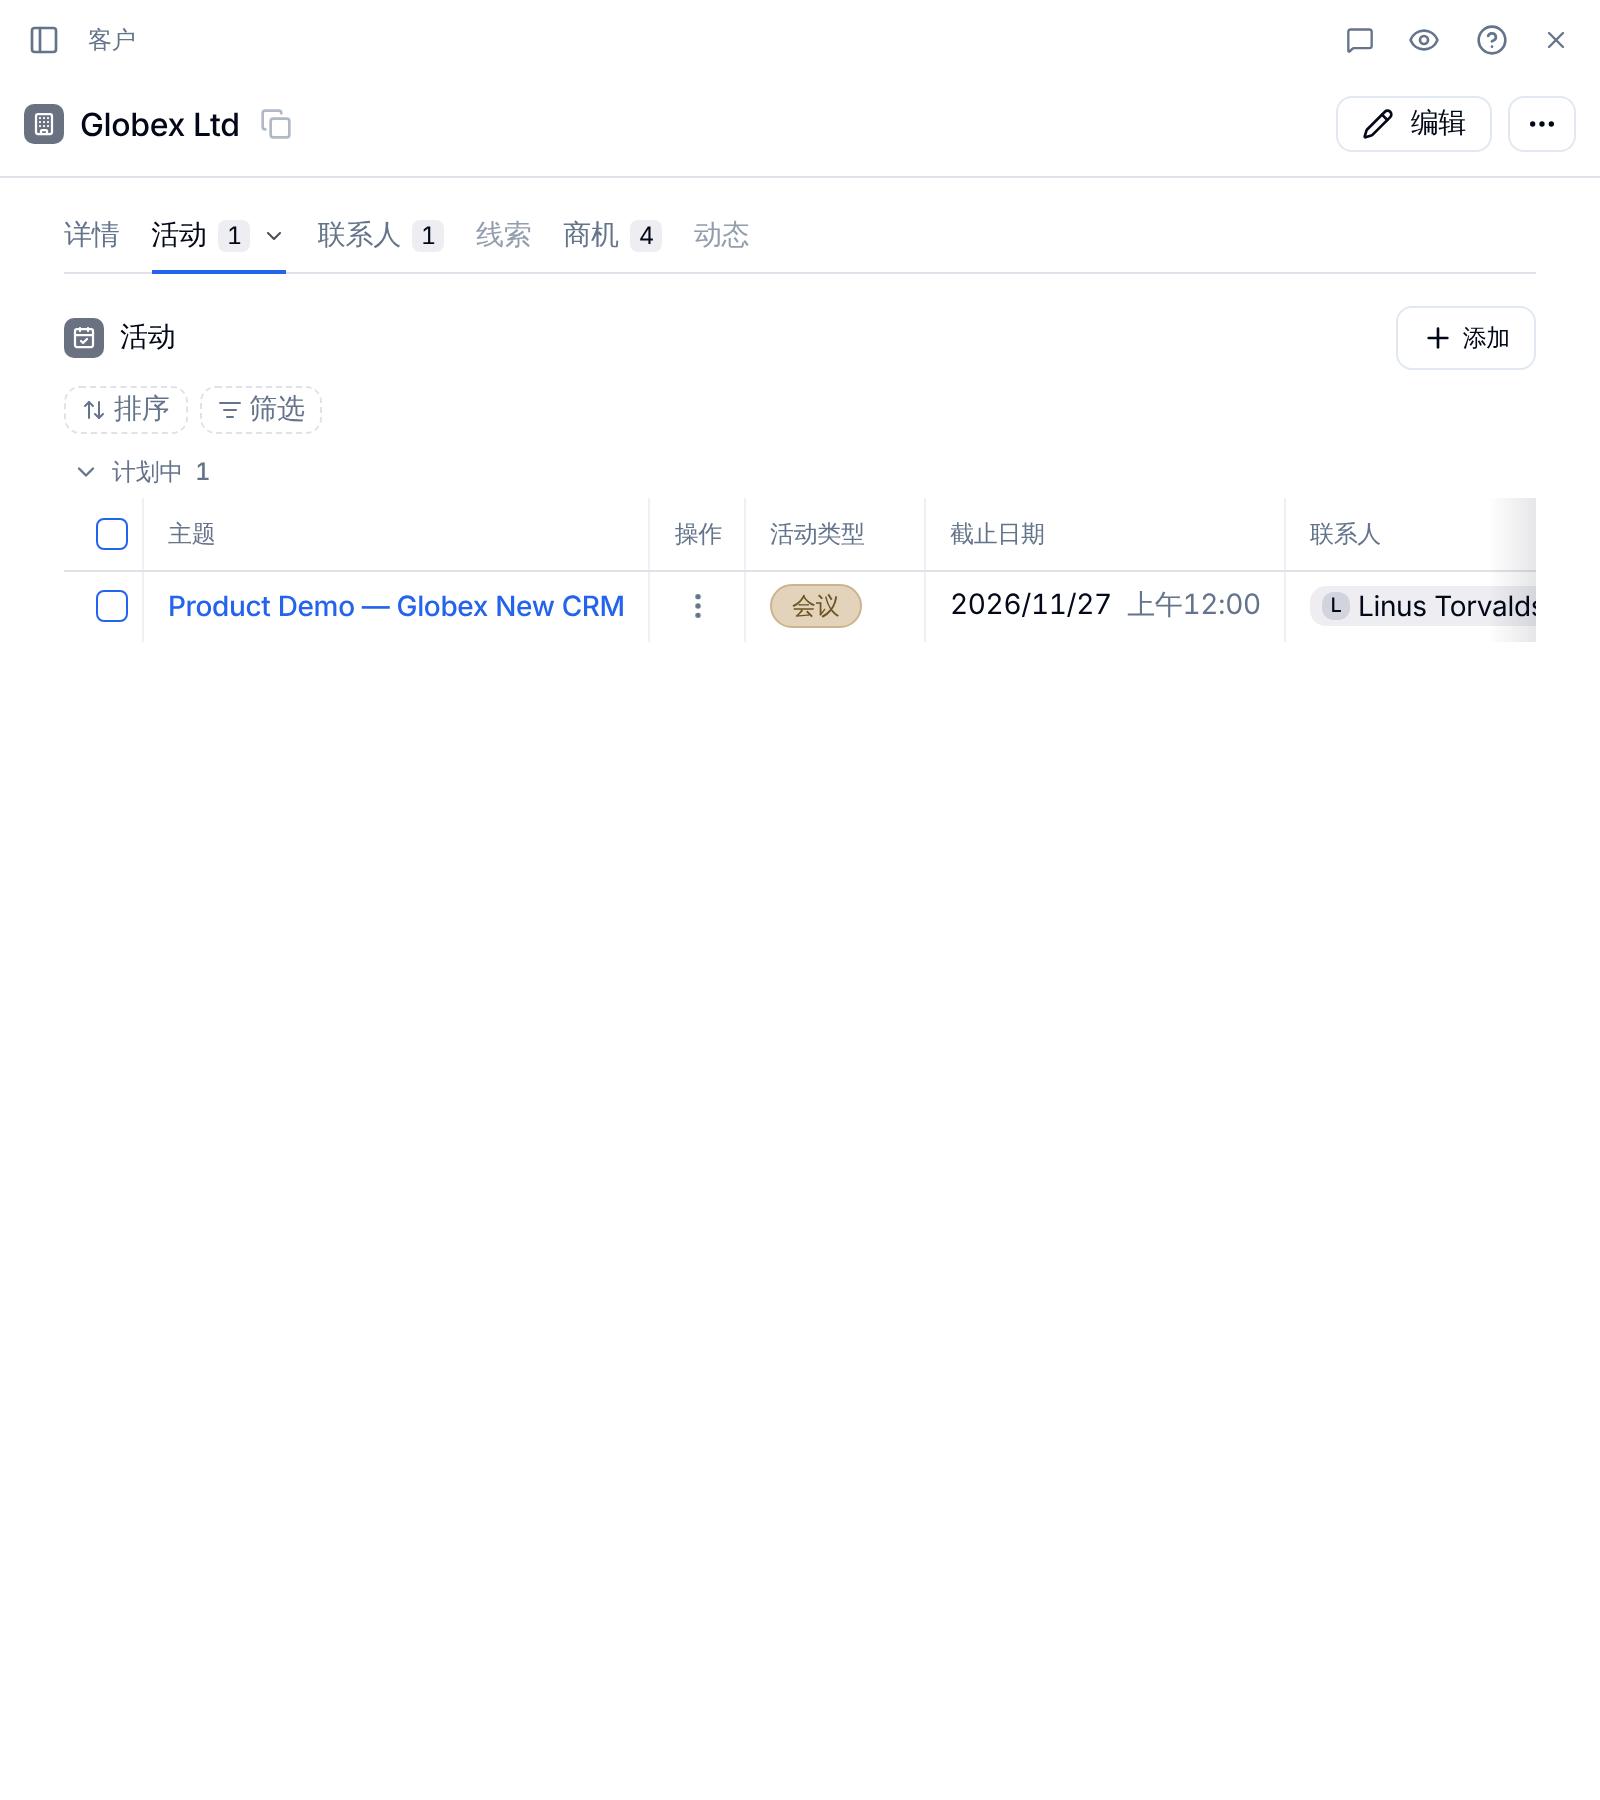 客户
Globex Ltd 编辑
详情 活动 1 联系人 1 线索 商机 4 动态
活动 添加
排序 筛选
计划中 1
主题 操作 活动类型 截止日期 联系人
Product Demo — Globex New CRM 会议 2026/11/27 上午12:00 L Linus Torvalds